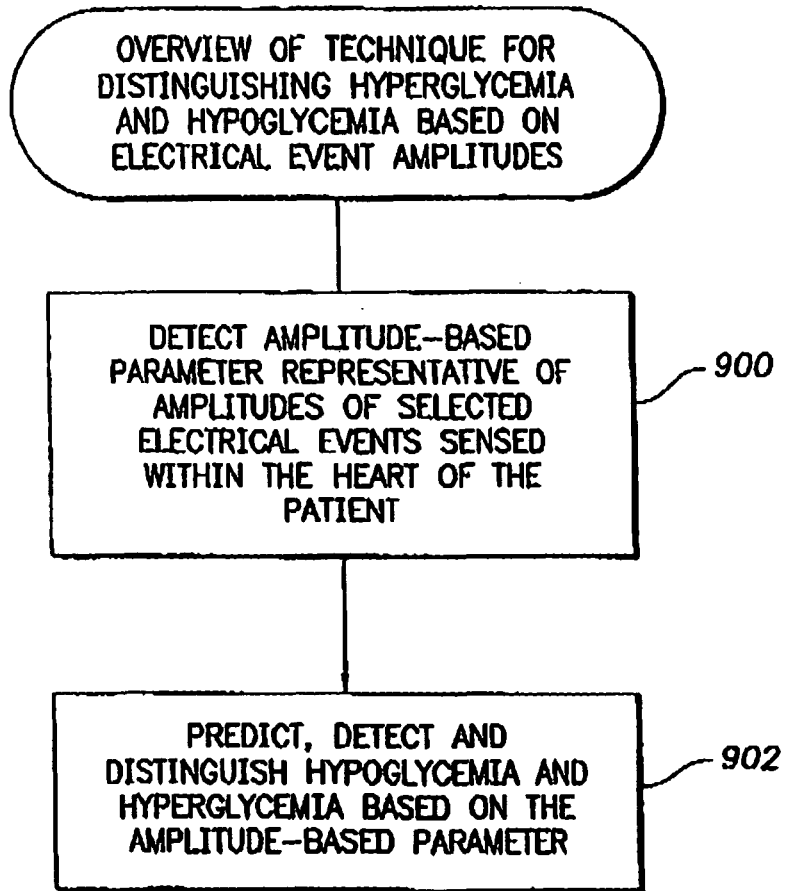 OVERVIEW OF TECHNIQUE FOR
DISTINGUISHING HYPERGLYCEMIA
AND HYPOGLYCEMIA BASED ON
ELECTRICAL EVENT AMPLITUDES
DETECT AMPLITUDE-BASED
PARAMETER REPRESENTATIVE OF
AMPLITUDES OF SELECTED
ELECTRICAL EVENTS SENSED
WITHIN THE HEART OF THE
PATIENT
900
PREDICT, DETECT AND
DISTINGUISH HYPOGLYCEMIA AND
HYPERGLYCEMIA BASED ON THE
AMPLITUDE-BASED PARAMETER
902